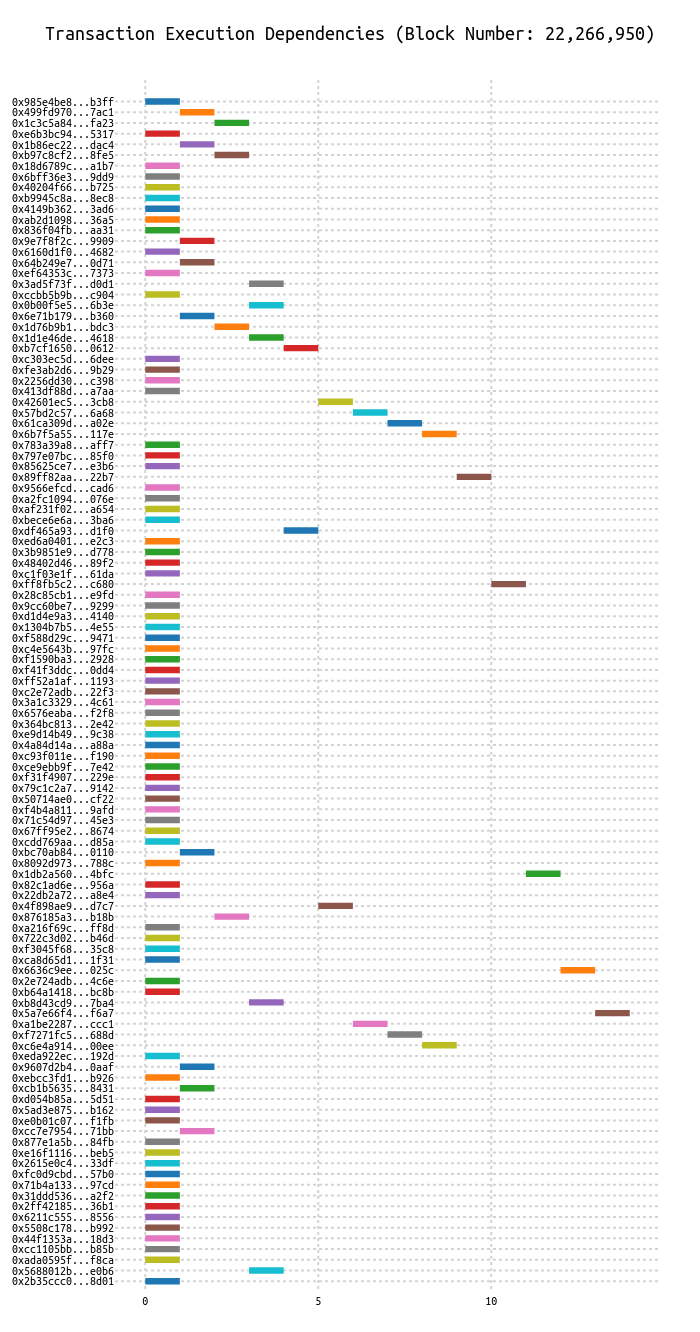 Transaction Execution Dependencies (Block Number: 22,266,950)
0x985e4be8...b3ff
0x499fd970...7ac1
0x1c3c5a84...fa23
0xe6b3bc94...5317
0x1b86ec22...dac4
0xb97c8cf2...8fe5
0x18d6789c...a1b7
0x6bff36e3...9dd9
0x40204f66...b725
0xb9945c8a...8ec8
0x4149b362...3ad6
0xab2d1098...36a5
0x836f04fb...aa31
0x9e7f8f2c...9909
0x6160d1f0...4682
0x64b249e7...0d71
0xef64353c...7373
0x3ad5f73f...d0d1
0xccbb5b9b...c904
0x0b00f5e5...6b3e
0x6e71b179...b360
0x1d76b9b1...bdc3
0x1d1e46de...4618
0xb7cf1650...0612
0xc303ec5d...6dee
0xfe3ab2d6...9b29
0x2256dd30...c398
0x413df88d...a7aa
0x42601ec5...3cb8
0x57bd2c57...6a68
0x61ca309d...a02e
0x6b7f5a55...117e
0x783a39a8...aff7
0x797e07bc...85f0
0x85625ce7...e3b6
0x89ff82aa...22b7
0x9566efcd...cad6
0xa2fc1094...076e
0xaf231f02...a654
0xbece6e6a...3ba6
0xdf465a93...d1f0
0xed6a0401...e2c3
0x3b9851e9...d778
0x48402d46...89f2
0xc1f03e1f...61da
0xff8fb5c2...c680
0x28c85cb1...e9fd
0x9cc60be7...9299
0xd1d4e9a3...4140
0x1304b7b5...4e55
0xf588d29c...9471
0xc4e5643b...97fc
0xf1590ba3...2928
0xf41f3ddc...0dd4
0xff52a1af...1193
0xc2e72adb...22f3
0x3a1c3329...4c61
0x6576eaba...f2f8
0x364bc813...2e42
0xe9d14b49...9c38
0x4a84d14a...a88a
0xc93f011e...f190
0xce9ebb9f...7e42
0xf31f4907...229e
0x79c1c2a7...9142
0x50714ae0...cf22
0xf4b4a811...9afd
0x71c54d97...45e3
0x67ff95e2...8674
0xcdd769aa...d85a
0xbc70ab84...0110
0x8092d973...788c
0x1db2a560...4bfc
0x82c1ad6e...956a
0x22db2a72...a8e4
0x4f898ae9...d7c7
0x876185a3...b18b
0xa216f69c...ff8d
0x722c3d02...b46d
0xf3045f68...35c8
0xca8d65d1...1f31
0x6636c9ee...025c
0x2e724adb...4c6e
0xb64a1418...bc8b
0xb8d43cd9...7ba4
0x5a7e66f4...f6a7
0xa1be2287...ccc1
0xf7271fc5...688d
0xc6e4a914...00ee
0xeda922ec...192d
0x9607d2b4...0aaf
0xebcc3fd1...b926
0xcb1b5635...8431
0xd054b85a...5d51
0x5ad3e875...b162
0xe0b01c07...f1fb
0xcc7e7954...71bb
0x877e1a5b...84fb
0xe16f1116...beb5
0x2615e0c4...33df
0xfc0d9cbd...57b0
0x71b4a133...97cd
0x31ddd536...a2f2
0x2ff42185...36b1
0x6211c555...8556
0x5508c178...b992
0x44f1353a...18d3
0xcc1105bb...b85b
0xada0595f...f8ca
0x5688012b...e0b6
0x2b35ccc0...8d01
0 5 10